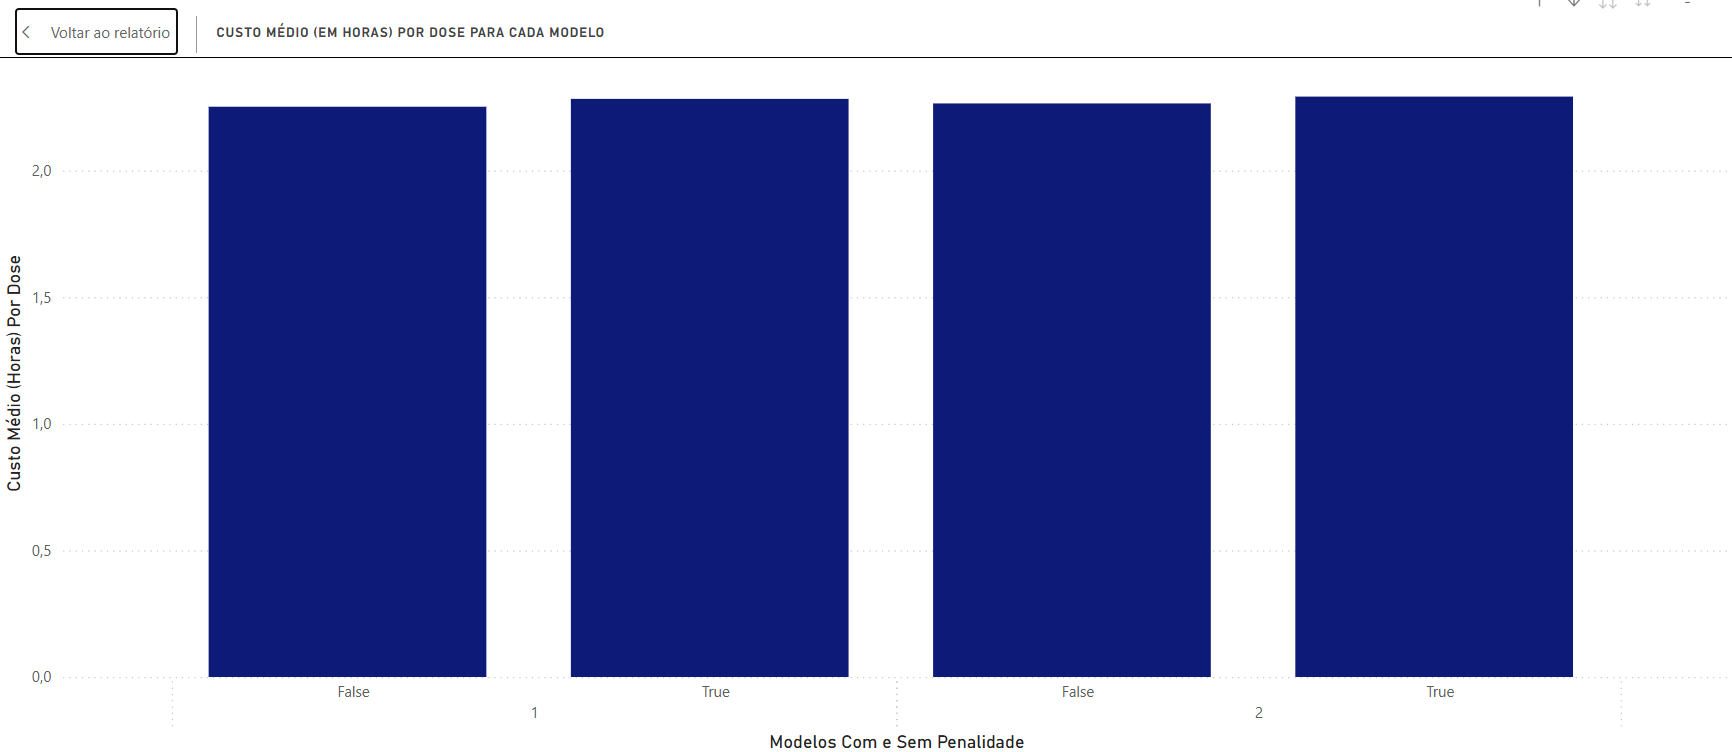 Voltar ao relatório
CUSTO MÉDIO (EM HORAS) POR DOSE PARA CADA MODELO
Custo Médio (Horas) Por Dose
2,0
1,5
1,0
0,5
0,0
False
True
False
True
1
2
Modelos Com e Sem Penalidade